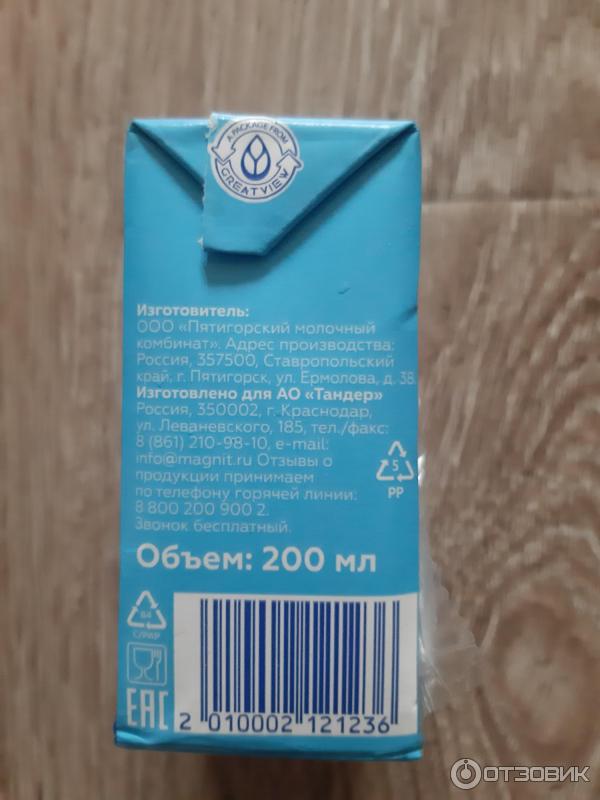 A PACKAGE FROM
GREATVIEW
Изготовитель:
ООО «Пятигорский молочный
комбинат». Адрес производства:
Россия, 357500, Ставропольский
край, г. Пятигорск, ул. Ермолова, д. 38.
Изготовлено для АО «Тандер»
Россия, 350002, г. Краснодар,
ул. Леваневского, 185, тел./факс:
8 (861) 210-98-10, e-mail:
info@magnit.ru Отзывы о
продукции принимаем
по телефону горячей линии:
8 800 200 900 2.
Звонок бесплатный.
5
PP
Объем: 200 мл
84
C/PAP
EAC
2 010002 121236
ОТЗОВИК